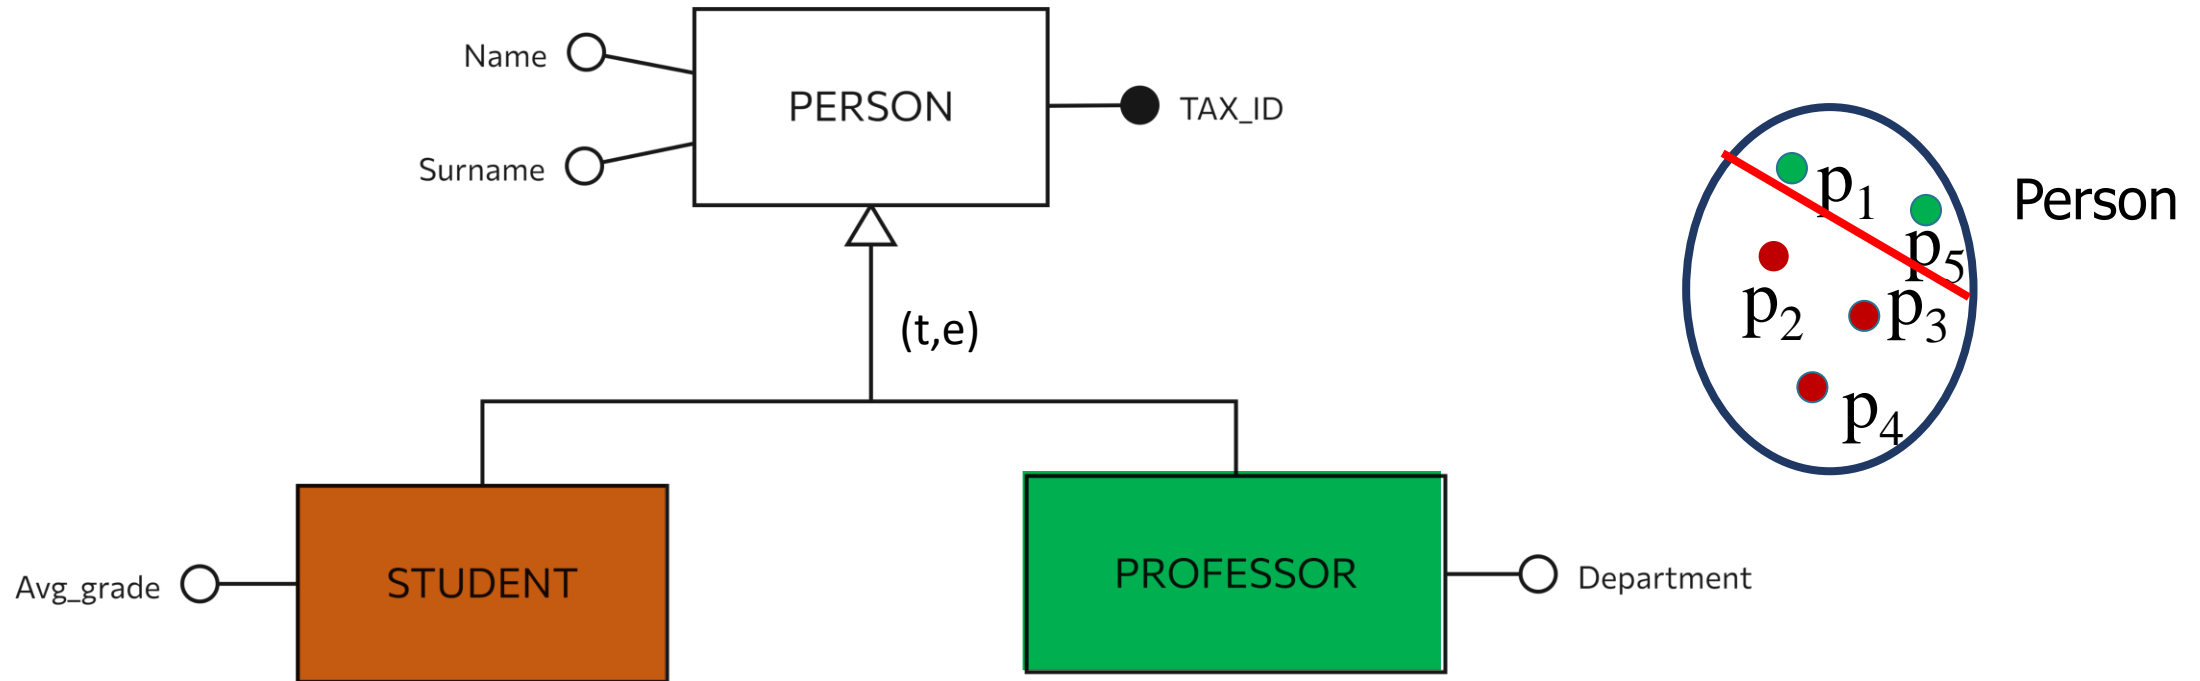 Name
PERSON
TAX_ID
Surname
Person
p1
p5
p2
p3
p4
(t,e)
STUDENT
PROFESSOR
Avg_grade
Department